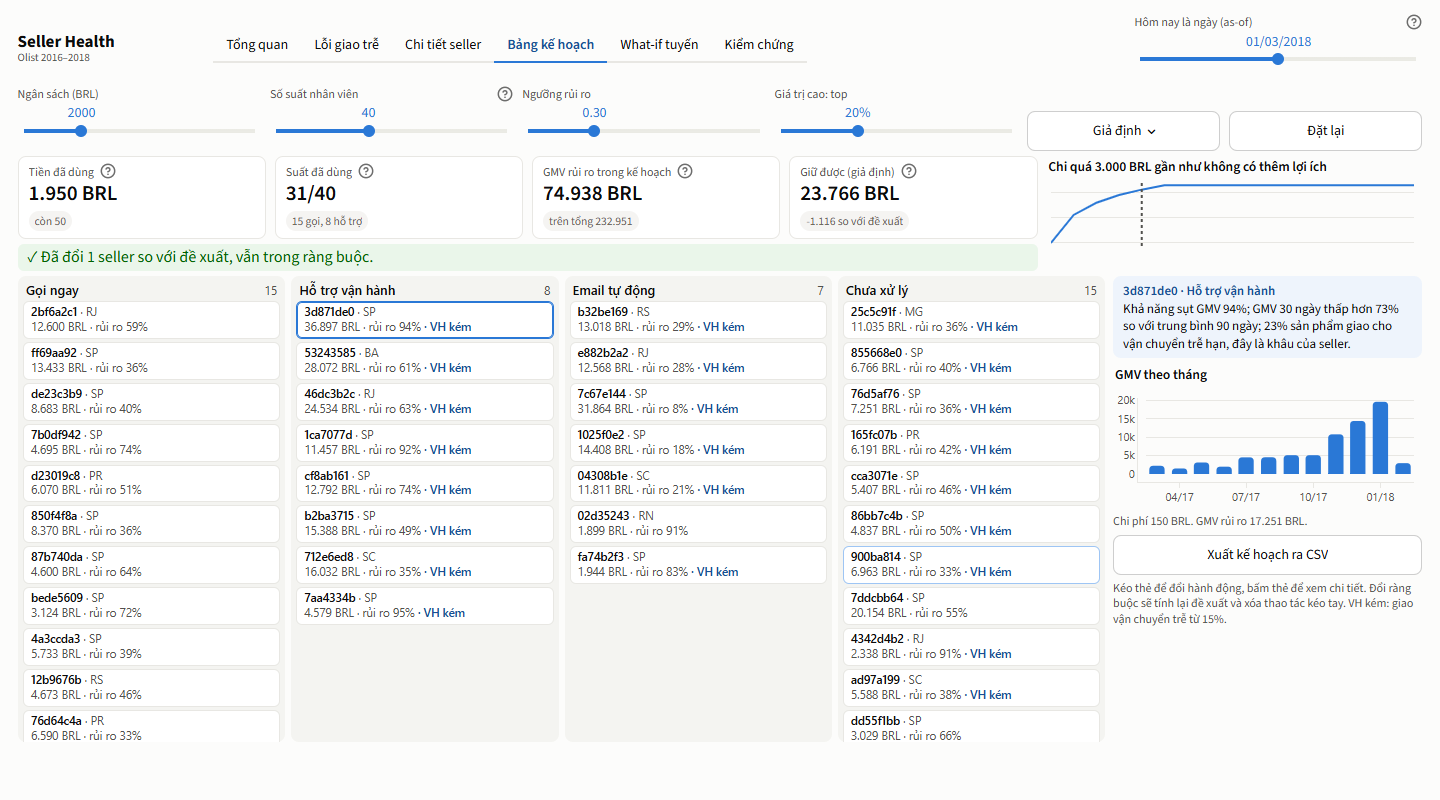 Seller Health
Olist 2016–2018
Tổng quan
Lỗi giao trễ
Chi tiết seller
Bảng kế hoạch
What-if tuyến
Kiểm chứng
Hôm nay là ngày (as-of)
?
01/03/2018
Ngân sách (BRL)
2000
Số suất nhân viên
?
40
Ngưỡng rủi ro
0.30
Giá trị cao: top
20%
Giả định
Đặt lại
Tiền đã dùng ?
1.950 BRL
còn 50
Suất đã dùng ?
31/40
15 gọi, 8 hỗ trợ
GMV rủi ro trong kế hoạch ?
74.938 BRL
trên tổng 232.951
Giữ được (giả định) ?
23.766 BRL
-1.116 so với đề xuất
Chi quá 3.000 BRL gần như không có thêm lợi ích
✓ Đã đổi 1 seller so với đề xuất, vẫn trong ràng buộc.
Gọi ngay 15
2bf6a2c1 · RJ
12.600 BRL · rủi ro 59%
ff69aa92 · SP
13.433 BRL · rủi ro 36%
de23c3b9 · SP
8.683 BRL · rủi ro 40%
7b0df942 · SP
4.695 BRL · rủi ro 74%
d23019c8 · PR
6.070 BRL · rủi ro 51%
850f4f8a · SP
8.370 BRL · rủi ro 36%
87b740da · SP
4.600 BRL · rủi ro 64%
bede5609 · SP
3.124 BRL · rủi ro 72%
4a3ccda3 · SP
5.733 BRL · rủi ro 39%
12b9676b · RS
4.673 BRL · rủi ro 46%
76d64c4a · PR
6.590 BRL · rủi ro 33%
Hỗ trợ vận hành 8
3d871de0 · SP
36.897 BRL · rủi ro 94% · VH kém
53243585 · BA
28.072 BRL · rủi ro 61% · VH kém
46dc3b2c · RJ
24.534 BRL · rủi ro 63% · VH kém
1ca7077d · SP
11.457 BRL · rủi ro 92% · VH kém
cf8ab161 · SP
12.792 BRL · rủi ro 74% · VH kém
b2ba3715 · SP
15.388 BRL · rủi ro 49% · VH kém
712e6ed8 · SC
16.032 BRL · rủi ro 35% · VH kém
7aa4334b · SP
4.579 BRL · rủi ro 95% · VH kém
Email tự động 7
b32be169 · RS
13.018 BRL · rủi ro 29% · VH kém
e882b2a2 · RJ
12.568 BRL · rủi ro 28% · VH kém
7c67e144 · SP
31.864 BRL · rủi ro 8% · VH kém
1025f0e2 · SP
14.408 BRL · rủi ro 18% · VH kém
04308b1e · SC
11.811 BRL · rủi ro 21% · VH kém
02d35243 · RN
1.899 BRL · rủi ro 91%
fa74b2f3 · SP
1.944 BRL · rủi ro 83% · VH kém
Chưa xử lý 15
25c5c91f · MG
11.035 BRL · rủi ro 36% · VH kém
855668e0 · SP
6.766 BRL · rủi ro 40% · VH kém
76d5af76 · SP
7.251 BRL · rủi ro 36% · VH kém
165fc07b · PR
6.191 BRL · rủi ro 42% · VH kém
cca3071e · SP
5.407 BRL · rủi ro 46% · VH kém
86bb7c4b · SP
4.837 BRL · rủi ro 50% · VH kém
900ba814 · SP
6.963 BRL · rủi ro 33% · VH kém
7ddcbb64 · SP
20.154 BRL · rủi ro 55%
4342d4b2 · RJ
2.338 BRL · rủi ro 91% · VH kém
ad97a199 · SC
5.588 BRL · rủi ro 38% · VH kém
dd55f1bb · SP
3.029 BRL · rủi ro 66%
3d871de0 · Hỗ trợ vận hành
Khả năng sụt GMV 94%; GMV 30 ngày thấp hơn 73%
so với trung bình 90 ngày; 23% sản phẩm giao cho
vận chuyển trễ hạn, đây là khâu của seller.
GMV theo tháng
20k
15k
10k
5k
0
04/17
07/17
10/17
01/18
Chi phí 150 BRL. GMV rủi ro 17.251 BRL.
Xuất kế hoạch ra CSV
Kéo thẻ để đổi hành động, bấm thẻ để xem chi tiết. Đổi ràng
buộc sẽ tính lại đề xuất và xóa thao tác kéo tay. VH kém: giao
vận chuyển trễ từ 15%.